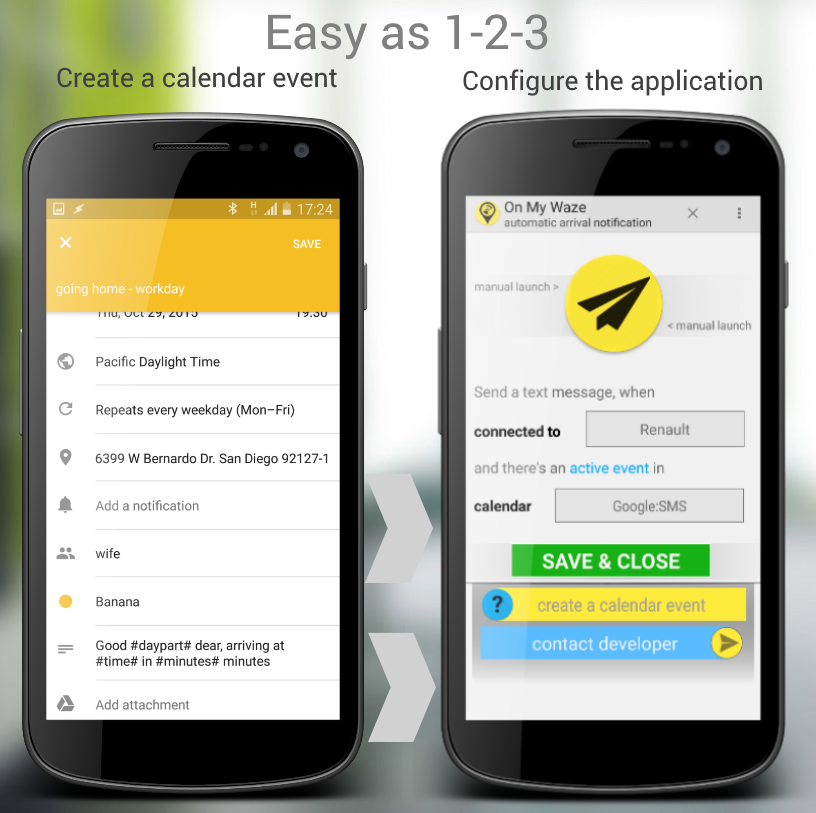 Easy as 1-2-3
Create a calendar event
Configure the application
17:24
SAVE
going home - workday
Thu, Oct 29, 2015 19:30
Pacific Daylight Time
Repeats every weekday (Mon–Fri)
6399 W Bernardo Dr. San Diego 92127-1
Add a notification
wife
Banana
Good #daypart# dear, arriving at
#time# in #minutes# minutes
Add attachment
On My Waze
automatic arrival notification
manual launch >
< manual launch
Send a text message, when
connected to Renault
and there's an active event in
calendar Google:SMS
SAVE & CLOSE
? create a calendar event
contact developer